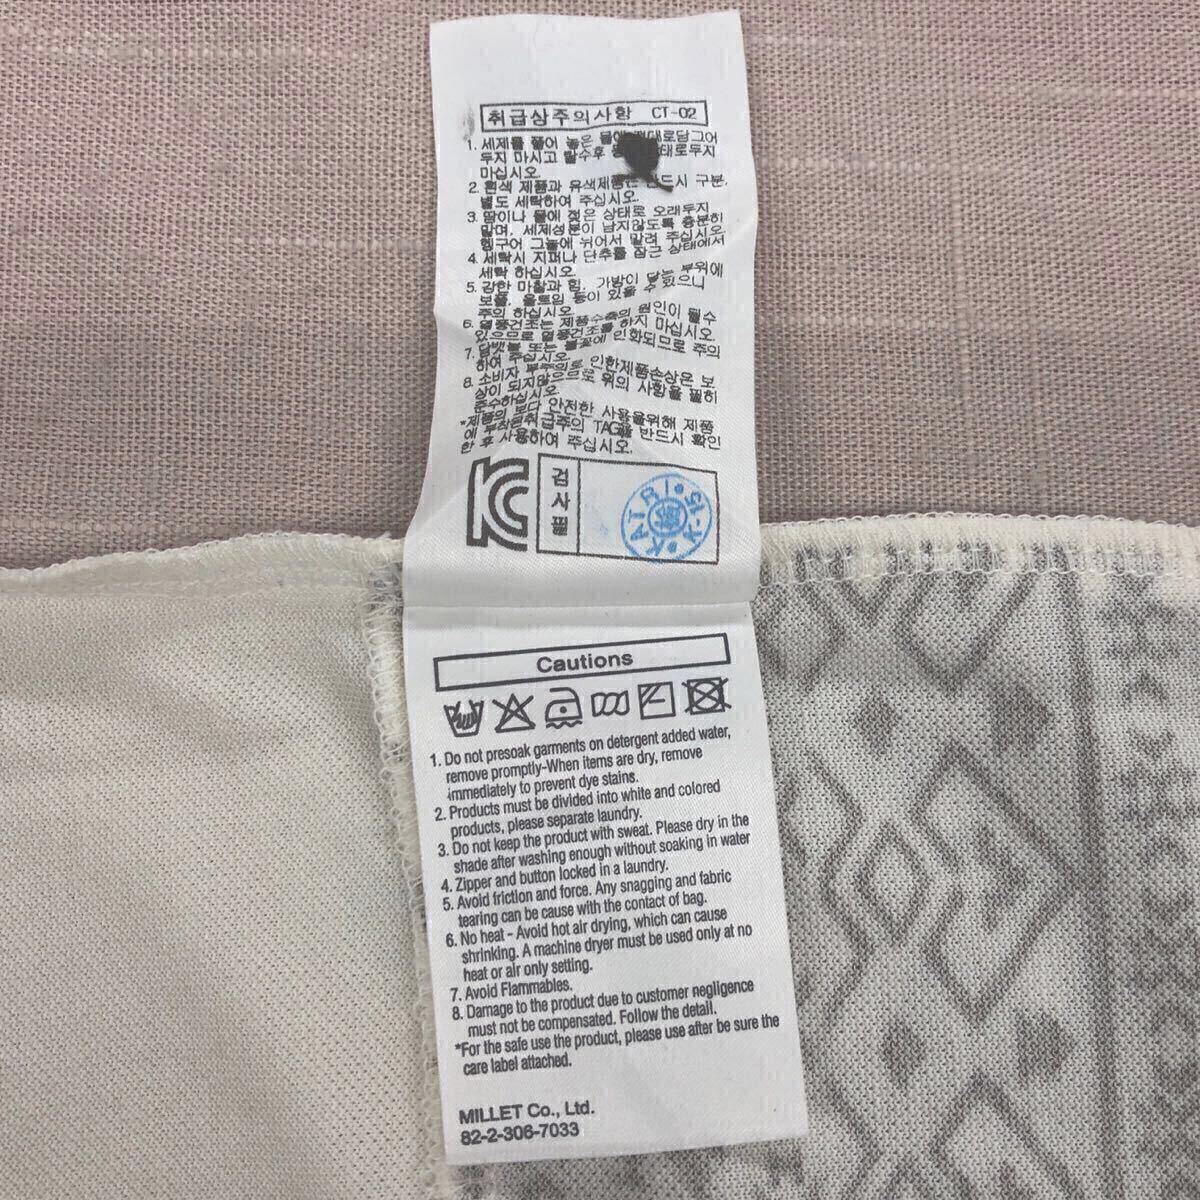 취급상주의사항 CT-02
1. 세제를 풀어 놓은 물에 그대로담그어
두지 마시고 탈수후 상태로두지
마십시오.
2. 흰색 제품과 유색제품은 반드시 구분,
별도 세탁하여 주십시오.
3. 땀이나 물에 젖은 상태로 오래두지
말며, 세제성분이 남지않도록 충분히
헹구어 그늘에 뉘어서 말려 주십시오.
4. 세탁시 지퍼나 단추를 잠근 상태에서
세탁 하십시오.
5. 강한 마찰과 힘, 가방이 닿는 부위에
보풀, 올트임 등이 있을 수 있으니
주의 하십시오.
6. 열풍건조는 제품수축의 원인이 될수
있으므로 열풍건조를 하지 마십시오.
7. 담뱃불 또는 불꽃에 인화되므로 주의
하여 주십시오.
8. 소비자 부주의로 인한제품손상은 보
상이 되지않으므로 위의 사항을 필히
준수하십시오.
*제품의 보다 안전한 사용을위해 제품
에 부착된취급주의 TAG를 반드시 확인
한 후 사용하여 주십시오.
검
사
필
KATRI 15-A
Cautions
1. Do not presoak garments on detergent added water,
remove promptly-When items are dry, remove
immediately to prevent dye stains.
2. Products must be divided into white and colored
products, please separate laundry.
3. Do not keep the product with sweat. Please dry in the
shade after washing enough without soaking in water
4. Zipper and button locked in a laundry.
5. Avoid friction and force. Any snagging and fabric
tearing can be cause with the contact of bag.
6. No heat - Avoid hot air drying, which can cause
shrinking. A machine dryer must be used only at no
heat or air only setting.
7. Avoid Flammables.
8. Damage to the product due to customer negligence
must not be compensated. Follow the detail.
*For the safe use the product, please use after be sure the
care label attached.
MILLET Co., Ltd.
82-2-306-7033